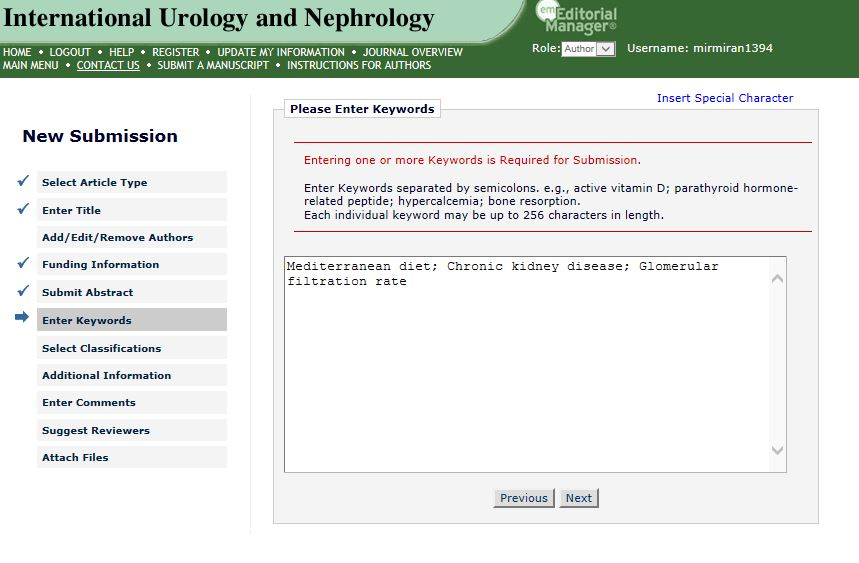 International Urology and Nephrology
em Editorial Manager®
HOME • LOGOUT • HELP • REGISTER • UPDATE MY INFORMATION • JOURNAL OVERVIEW
MAIN MENU • CONTACT US • SUBMIT A MANUSCRIPT • INSTRUCTIONS FOR AUTHORS
Role: Author Username: mirmiran1394
Insert Special Character
New Submission
Select Article Type
Enter Title
Add/Edit/Remove Authors
Funding Information
Submit Abstract
Enter Keywords
Select Classifications
Additional Information
Enter Comments
Suggest Reviewers
Attach Files
Please Enter Keywords
Entering one or more Keywords is Required for Submission.
Enter Keywords separated by semicolons. e.g., active vitamin D; parathyroid hormone-
related peptide; hypercalcemia; bone resorption.
Each individual keyword may be up to 256 characters in length.
Mediterranean diet; Chronic kidney disease; Glomerular
filtration rate
Previous Next